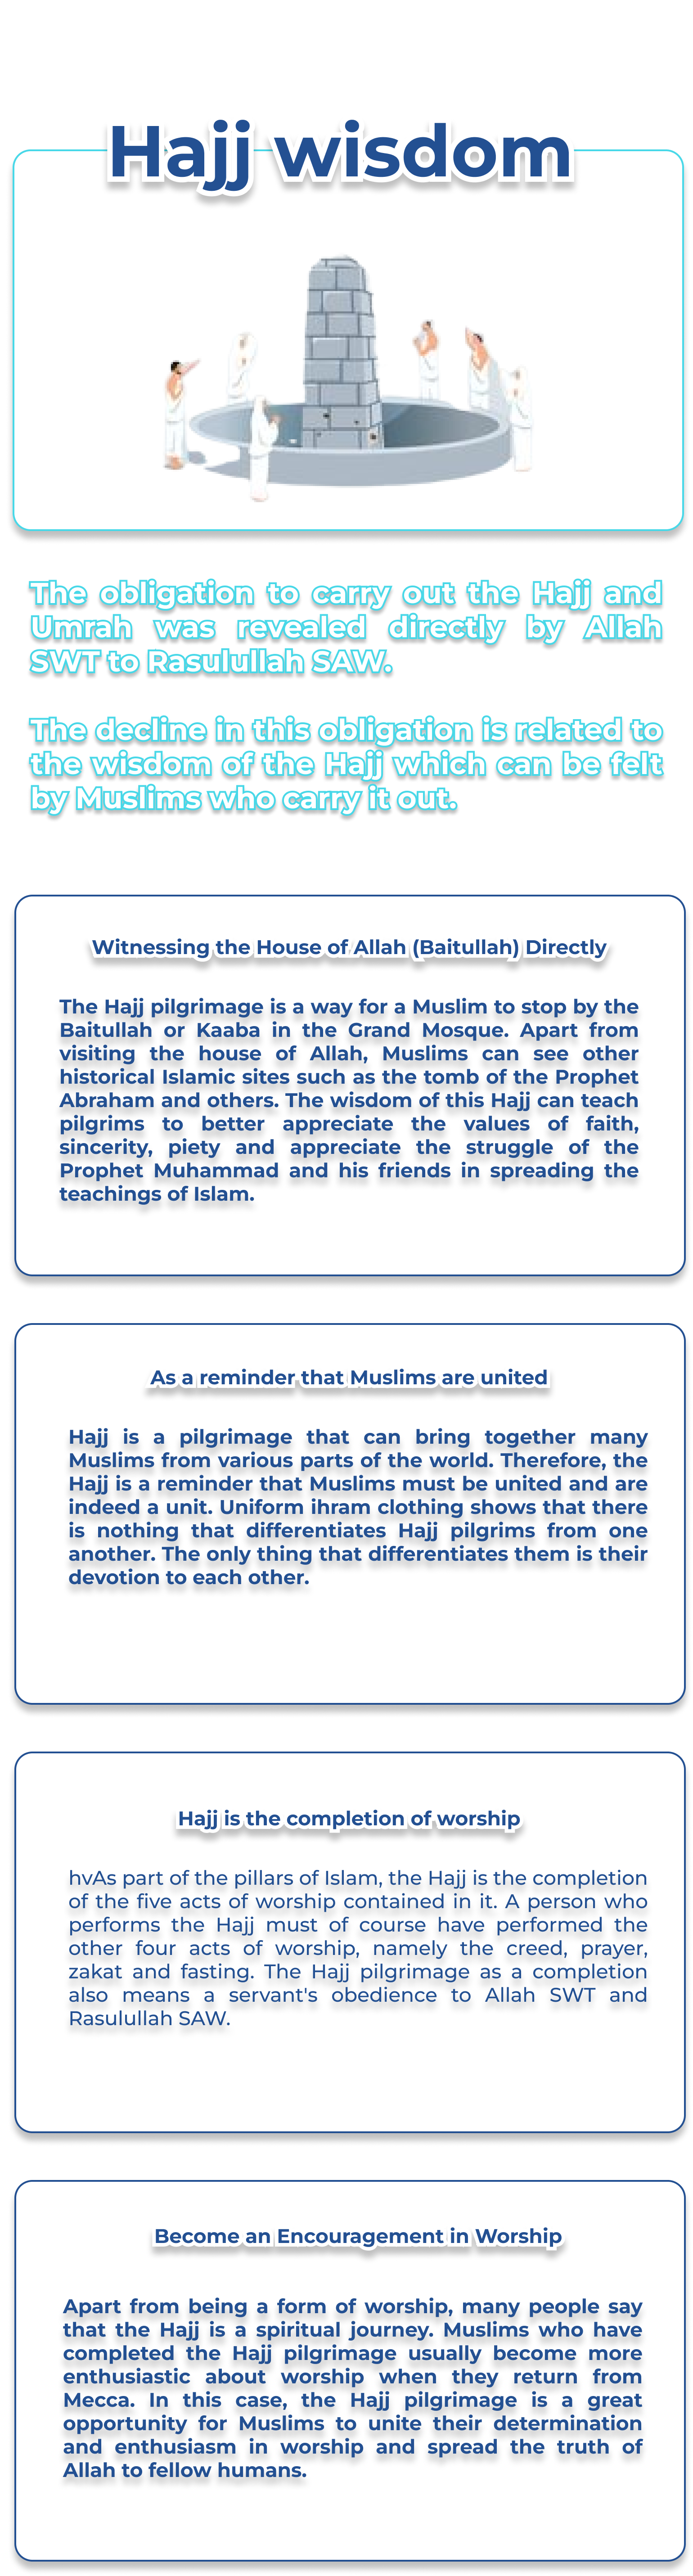 Hajj wisdom
The obligation to carry out the Hajj and
Umrah was revealed directly by Allah
SWT to Rasulullah SAW.
The decline in this obligation is related to
the wisdom of the Hajj which can be felt
by Muslims who carry it out.
Witnessing the House of Allah (Baitullah) Directly
The Hajj pilgrimage is a way for a Muslim to stop by the
Baitullah or Kaaba in the Grand Mosque. Apart from
visiting the house of Allah, Muslims can see other
historical Islamic sites such as the tomb of the Prophet
Abraham and others. The wisdom of this Hajj can teach
pilgrims to better appreciate the values of faith,
sincerity, piety and appreciate the struggle of the
Prophet Muhammad and his friends in spreading the
teachings of Islam.
As a reminder that Muslims are united
Hajj is a pilgrimage that can bring together many
Muslims from various parts of the world. Therefore, the
Hajj is a reminder that Muslims must be united and are
indeed a unit. Uniform ihram clothing shows that there
is nothing that differentiates Hajj pilgrims from one
another. The only thing that differentiates them is their
devotion to each other.
Hajj is the completion of worship
hvAs part of the pillars of Islam, the Hajj is the completion
of the five acts of worship contained in it. A person who
performs the Hajj must of course have performed the
other four acts of worship, namely the creed, prayer,
zakat and fasting. The Hajj pilgrimage as a completion
also means a servant's obedience to Allah SWT and
Rasulullah SAW.
Become an Encouragement in Worship
Apart from being a form of worship, many people say
that the Hajj is a spiritual journey. Muslims who have
completed the Hajj pilgrimage usually become more
enthusiastic about worship when they return from
Mecca. In this case, the Hajj pilgrimage is a great
opportunity for Muslims to unite their determination
and enthusiasm in worship and spread the truth of
Allah to fellow humans.